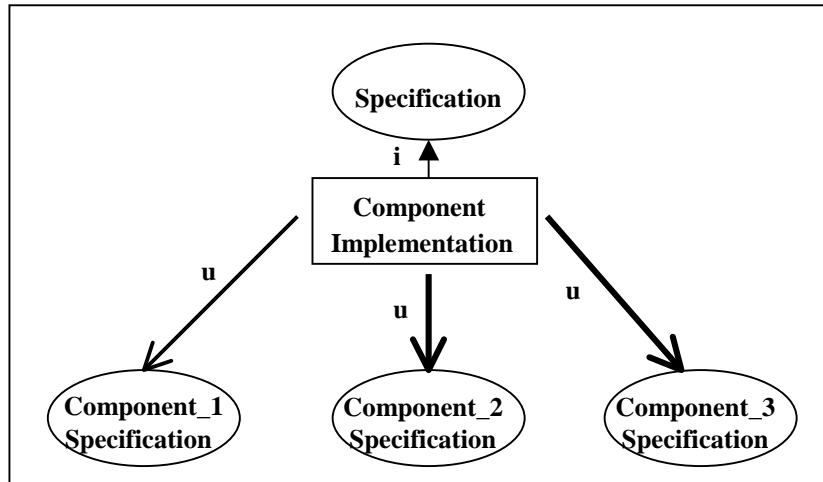 Specification
i
Component
Implementation
u
u
u
Component_1
Specification
Component_2
Specification
Component_3
Specification